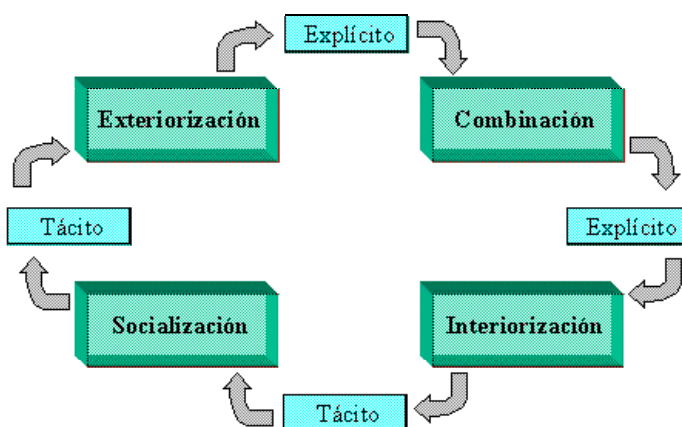 Explícito
Exteriorización
Combinación
Tácito
Explícito
Socialización
Interiorización
Tácito